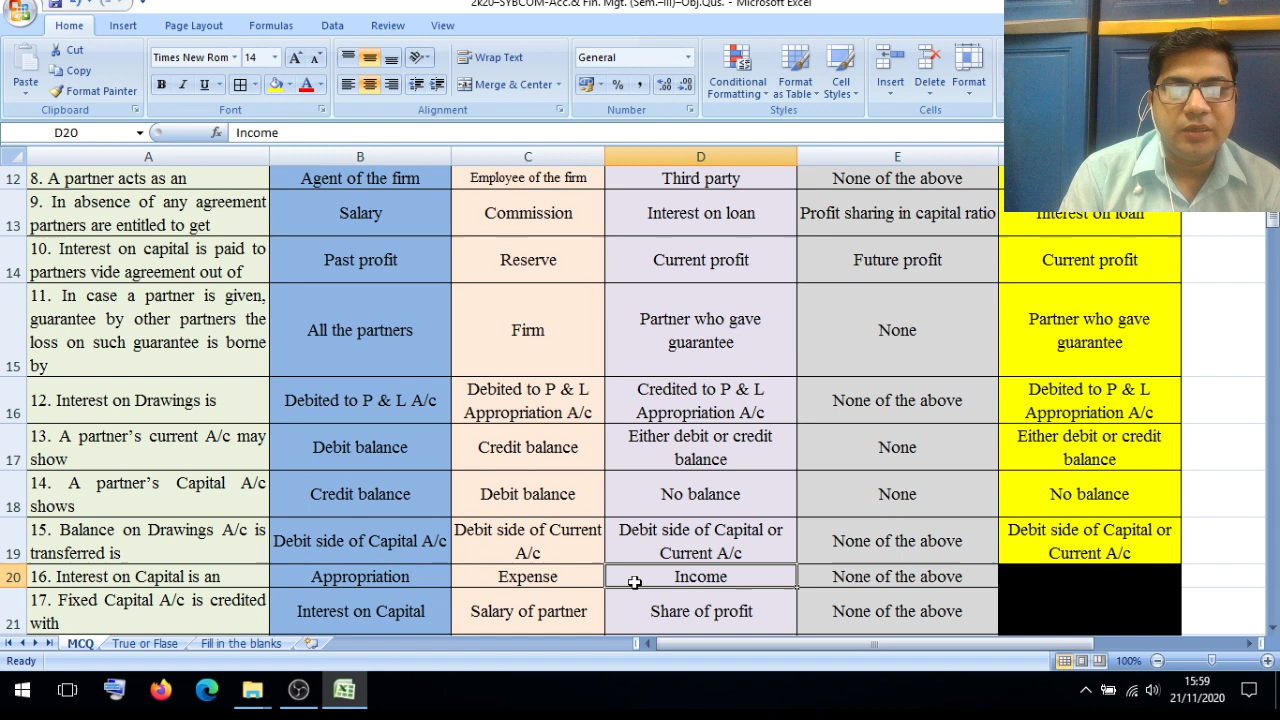 2k20-SYBCOM-Acc.& Fin. Mgt. (Sem.-III)-Obj.Qus. - Microsoft Excel
Home Insert Page Layout Formulas Data Review View
Paste
Cut
Copy
Format Painter
Clipboard
Times New Rom 14
B I U
Font
Wrap Text
Merge & Center
Alignment
General
Number
Conditional Formatting
Format as Table
Cell Styles
Styles
Insert Delete Format
Cells
D20 fx Income
A B C D E
12 8. A partner acts as an Agent of the firm Employee of the firm Third party None of the above
13 9. In absence of any agreement
partners are entitled to get Salary Commission Interest on loan Profit sharing in capital ratio Interest on loan
14 10. Interest on capital is paid to
partners vide agreement out of Past profit Reserve Current profit Future profit Current profit
15 11. In case a partner is given,
guarantee by other partners the
loss on such guarantee is borne
by All the partners Firm Partner who gave
guarantee None Partner who gave
guarantee
16 12. Interest on Drawings is Debited to P & L A/c Debited to P & L
Appropriation A/c Credited to P & L
Appropriation A/c None of the above Debited to P & L
Appropriation A/c
17 13. A partner's current A/c may
show Debit balance Credit balance Either debit or credit
balance None Either debit or credit
balance
18 14. A partner's Capital A/c
shows Credit balance Debit balance No balance None No balance
19 15. Balance on Drawings A/c is
transferred is Debit side of Capital A/c Debit side of Current
A/c Debit side of Capital or
Current A/c None of the above Debit side of Capital or
Current A/c
20 16. Interest on Capital is an Appropriation Expense Income None of the above
21 17. Fixed Capital A/c is credited
with Interest on Capital Salary of partner Share of profit None of the above
MCQ True or Flase Fill in the blanks
Ready 100%
15:59
21/11/2020